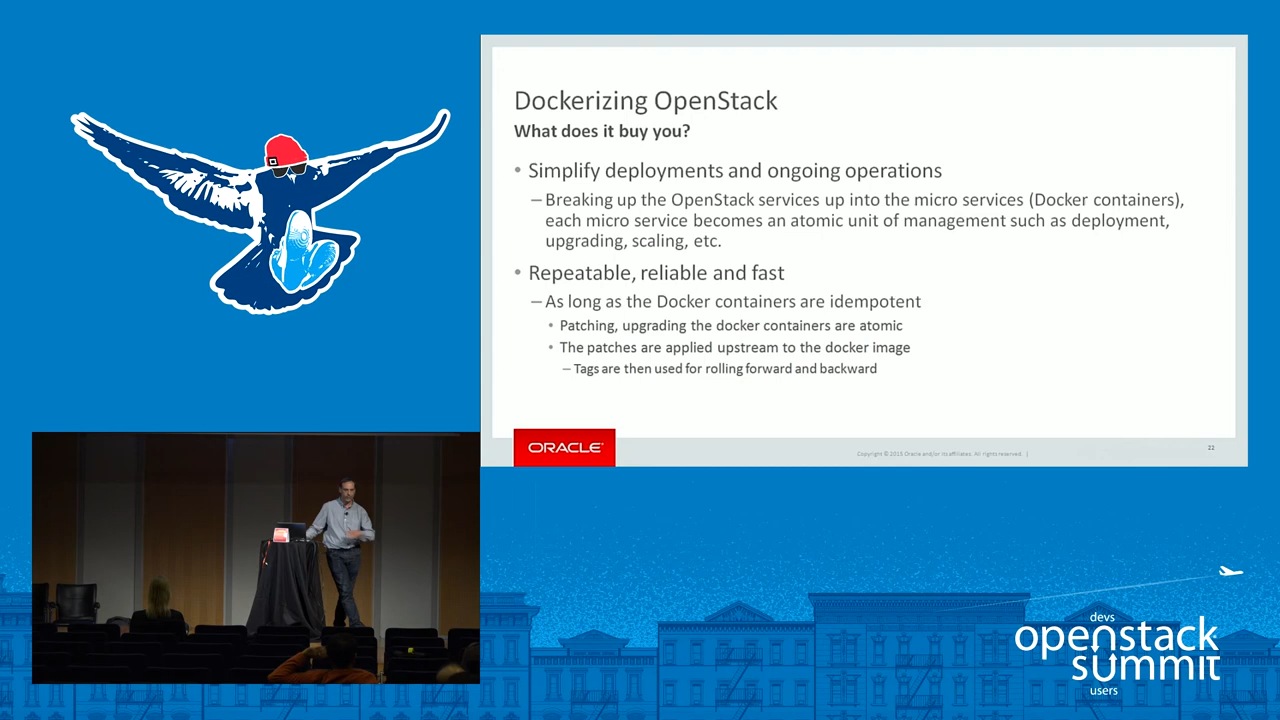 Dockerizing OpenStack
What does it buy you?
• Simplify deployments and ongoing operations
– Breaking up the OpenStack services up into the micro services (Docker containers),
each micro service becomes an atomic unit of management such as deployment,
upgrading, scaling, etc.
• Repeatable, reliable and fast
– As long as the Docker containers are idempotent
• Patching, upgrading the docker containers are atomic
• The patches are applied upstream to the docker image
– Tags are then used for rolling forward and backward
ORACLE®
Copyright © 2015 Oracle and/or its affiliates. All rights reserved. |
22
devs
openstack
summit
users